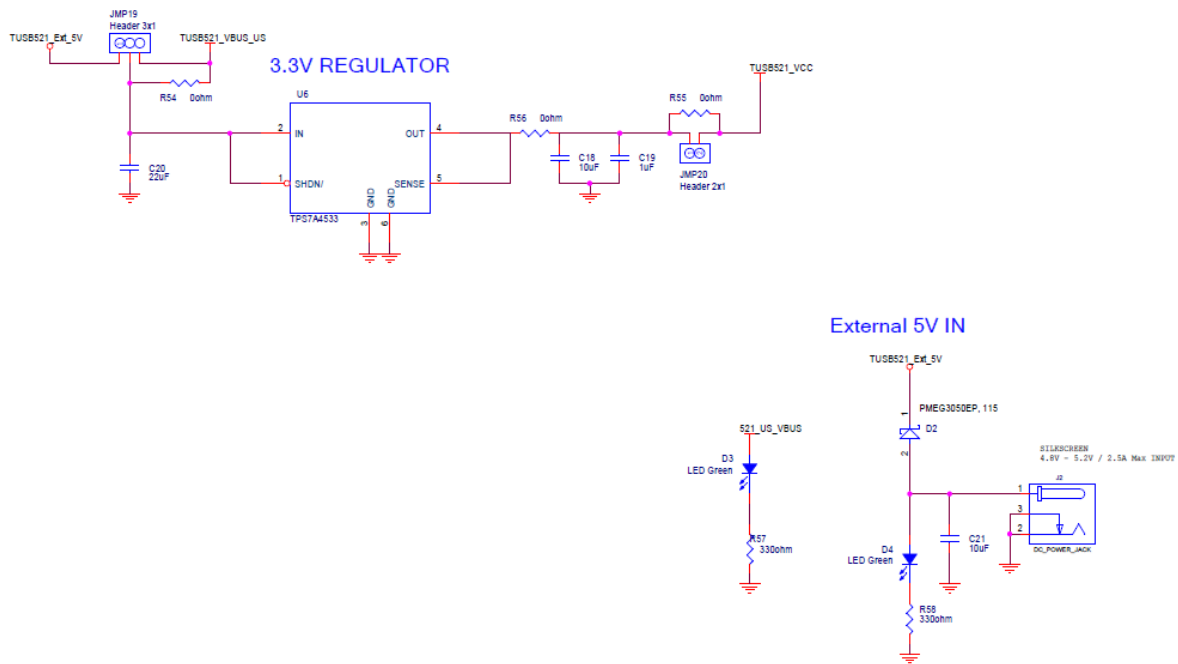 JMP19
Header 3x1
TUSB521_Ext_5V
TUSB521_VBUS_US
3.3V REGULATOR
R54 0ohm
U6
2 IN
OUT 4
1 SHDN/
SENSE 5
GND
GND
3
6
TPS7A4533
C20
22uF
R56 0ohm
C18
10uF
C19
1uF
R55 0ohm
JMP20
Header 2x1
TUSB521_VCC
External 5V IN
TUSB521_Ext_5V
1
PMEG3050EP, 115
D2
2
521_US_VBUS
D3
LED Green
R57
330ohm
SILKSCREEN
4.8V - 5.2V / 2.5A Max INPUT
J2
1
3
2
DC_POWER_JACK
C21
10uF
D4
LED Green
R58
330ohm